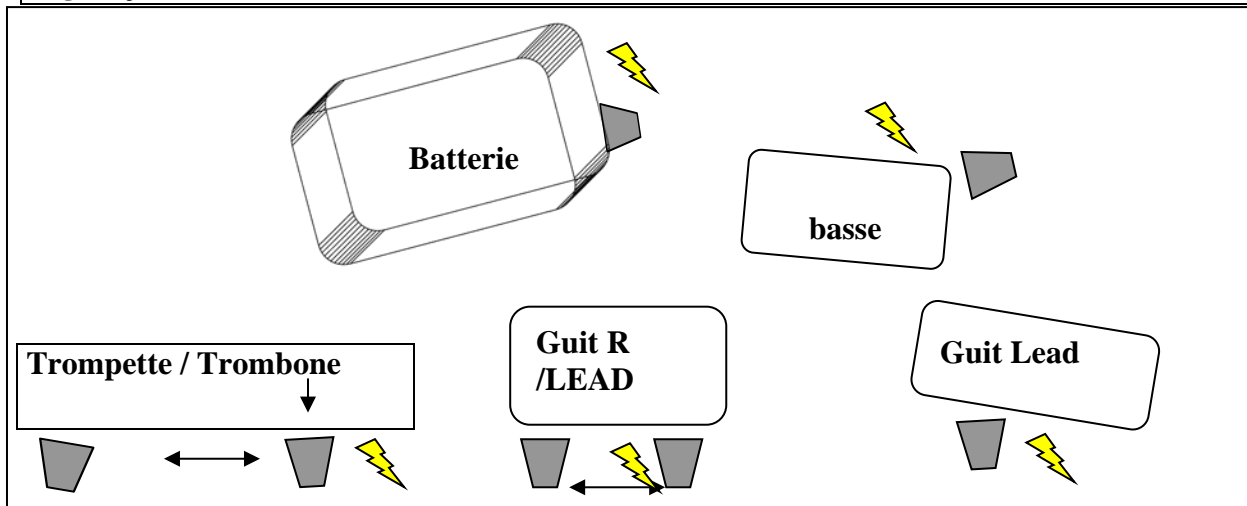 Batterie
basse
Trompette / Trombone
Guit R
/LEAD
Guit Lead